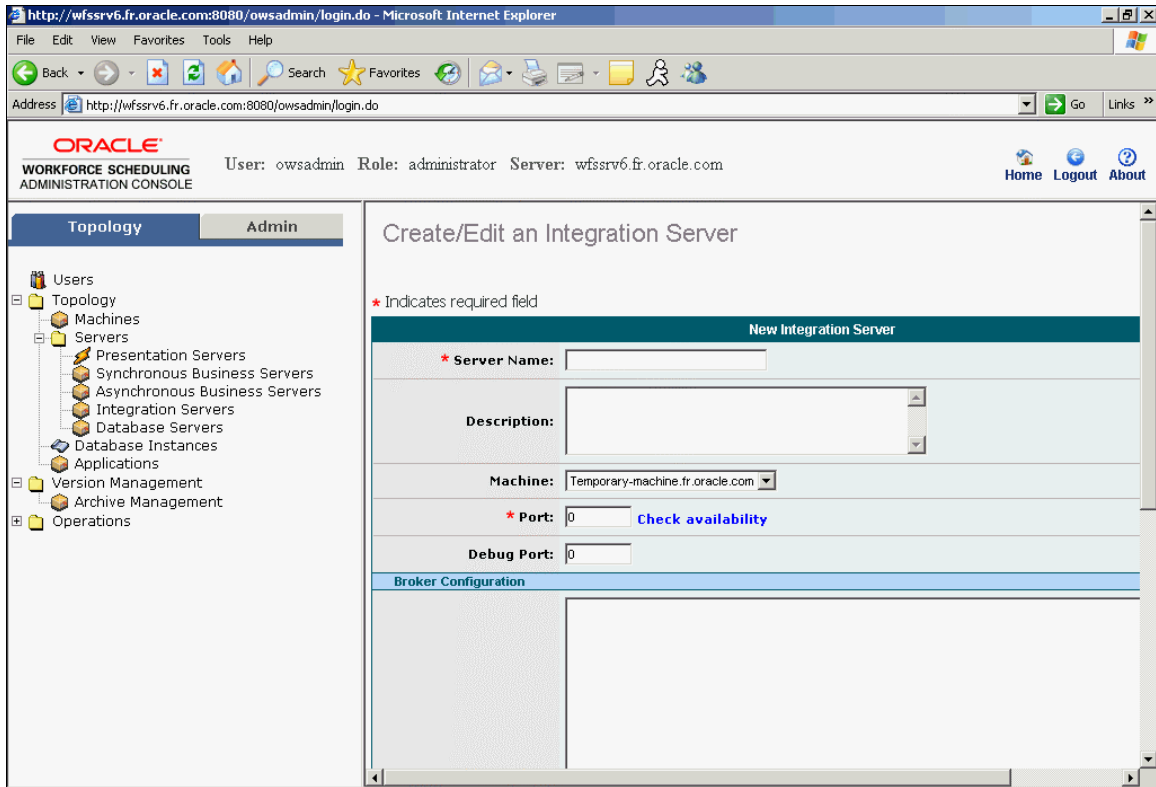 http://wfssrv6.fr.oracle.com:8080/owsadmin/login.do - Microsoft Internet Explorer
File Edit View Favorites Tools Help
Back Search Favorites
Address http://wfssrv6.fr.oracle.com:8080/owsadmin/login.do Go Links »
ORACLE
WORKFORCE SCHEDULING
ADMINISTRATION CONSOLE
User: owsadmin Role: administrator Server: wfssrv6.fr.oracle.com
Home Logout About
Topology Admin
Users
Topology
Machines
Servers
Presentation Servers
Synchronous Business Servers
Asynchronous Business Servers
Integration Servers
Database Servers
Database Instances
Applications
Version Management
Archive Management
Operations
Create/Edit an Integration Server
* Indicates required field
New Integration Server
* Server Name:
Description:
Machine: Temporary-machine.fr.oracle.com
* Port: 0 Check availability
Debug Port: 0
Broker Configuration